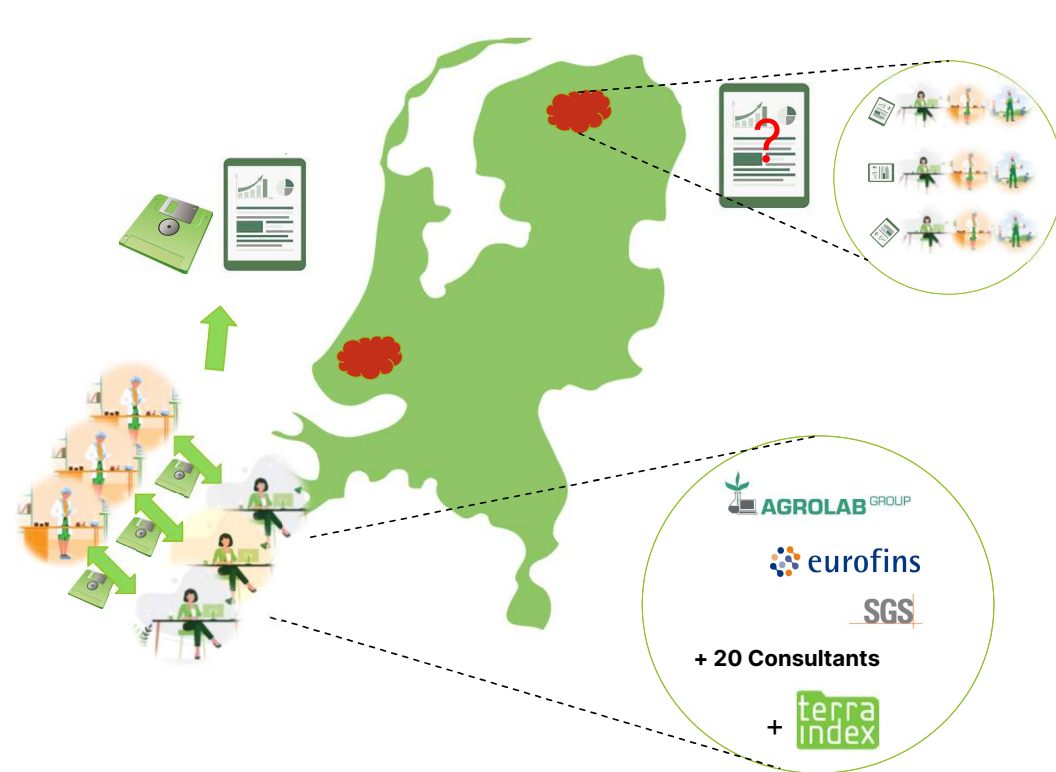 ?
AGROLAB GROUP
eurofins
SGS
+ 20 Consultants
+ terra
index